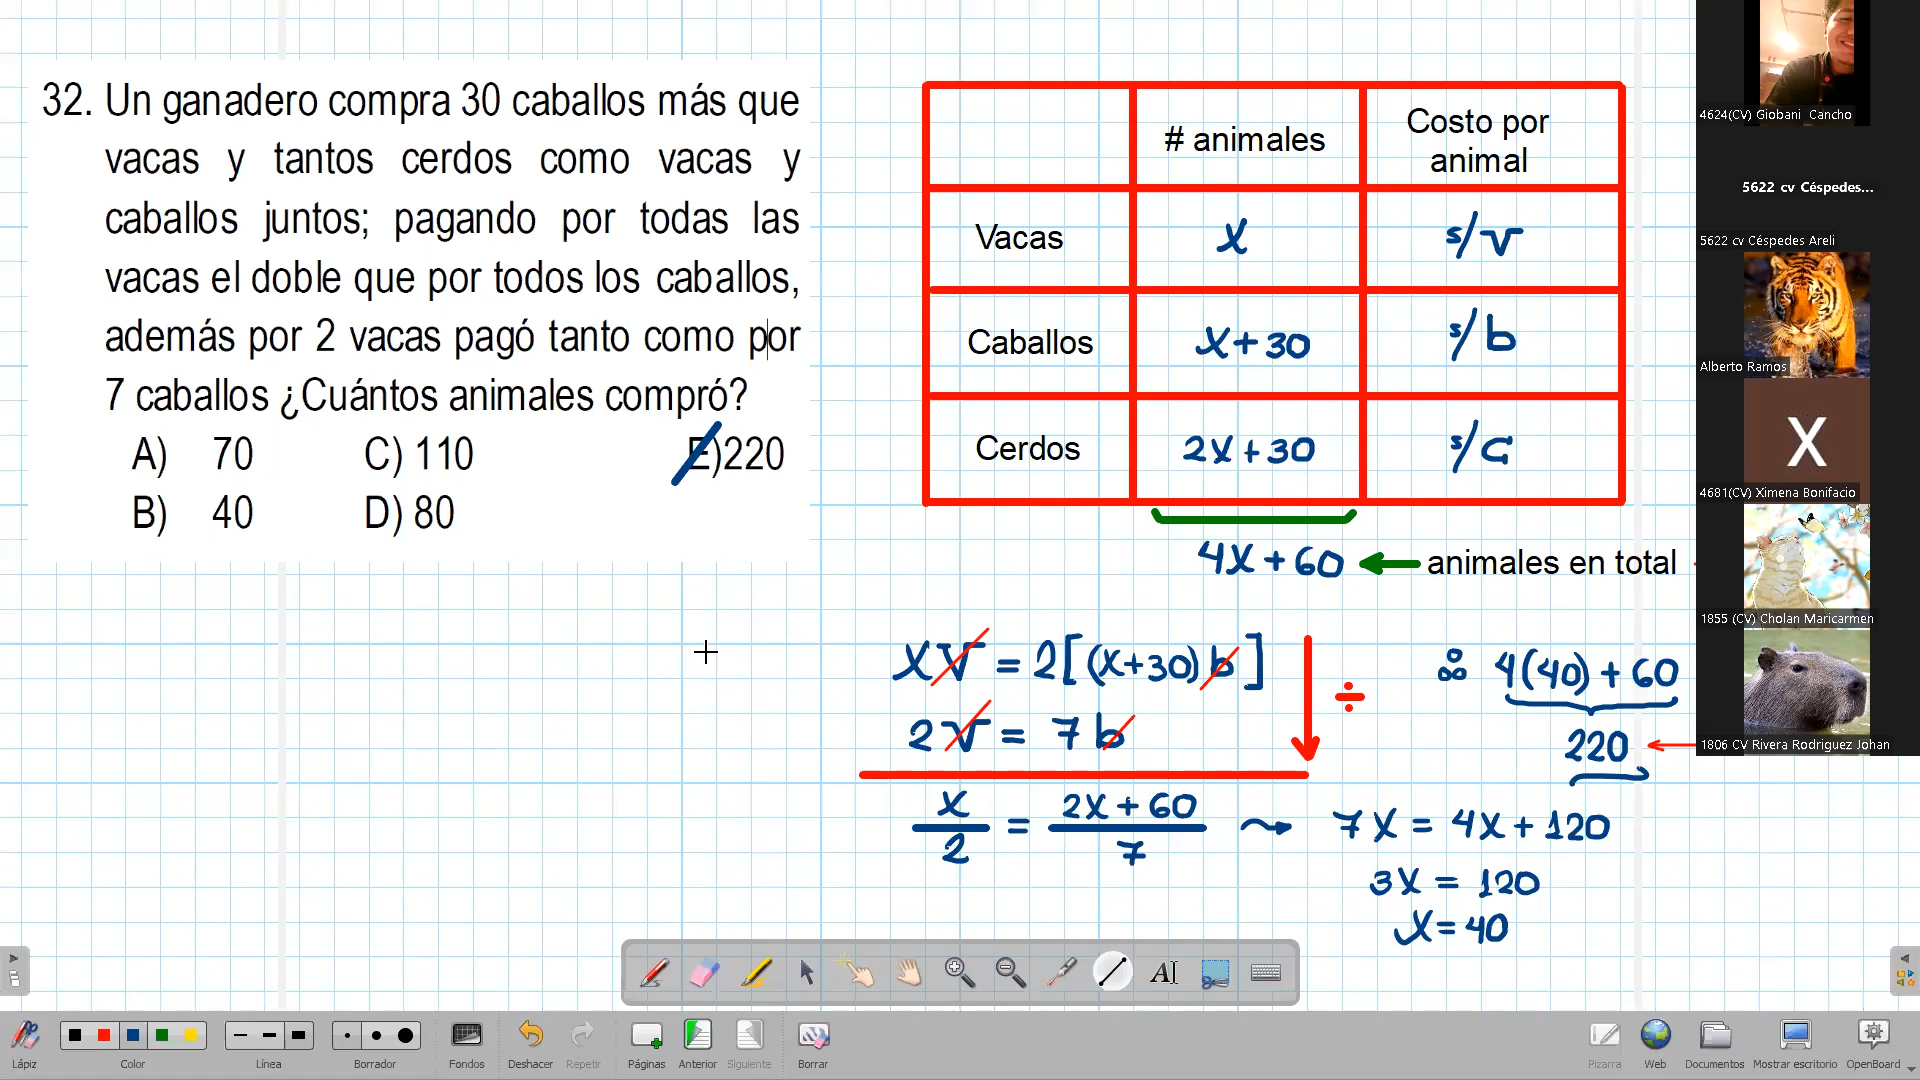 32. Un ganadero compra 30 caballos más que
vacas y tantos cerdos como vacas y
caballos juntos; pagando por todas las
vacas el doble que por todos los caballos,
además por 2 vacas pagó tanto como por
7 caballos ¿Cuántos animales compró?
A) 70 C) 110 E)220
B) 40 D) 80
# animales Costo por animal
Vacas x s/v
Caballos x+30 s/b
Cerdos 2x+30 s/c
4x+60 animales en total
xv = 2[(x+30)b]
2v = 7b
÷
x/2 = (2x+60)/7
7x = 4x+120
3x = 120
x = 40
∴ 4(40)+60
220
4624(CV) Giobani Cancho
5622 cv Céspedes...
5622 cv Céspedes Areli
Alberto Ramos
X
4681(CV) Ximena Bonifacio
1855 (CV) Cholan Maricarmen
1806 CV Rivera Rodriguez Johan
AI
Lápiz
Color
Línea
Borrador
Fondos
Deshacer
Repetir
Páginas
Anterior
Siguiente
Borrar
Pizarra
Web
Documentos
Mostrar escritorio
OpenBoard